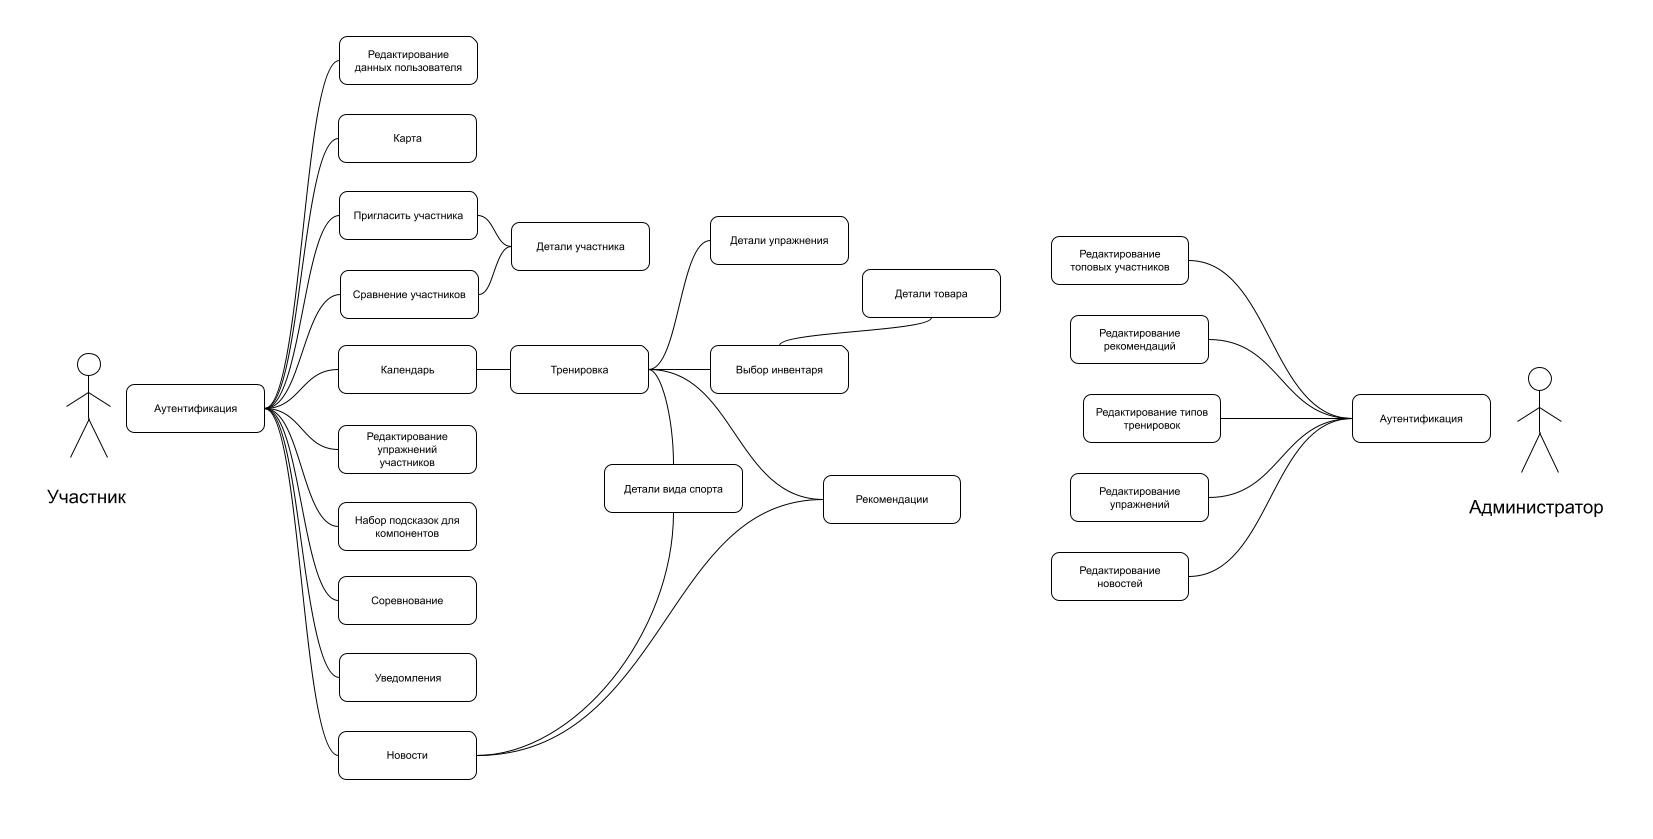 Редактирование
данных пользователя
Карта
Пригласить участника
Сравнение участников
Детали участника
Детали упражнения
Детали товара
Календарь
Тренировка
Выбор инвентаря
Аутентификация
Участник
Редактирование
упражнений
участников
Детали вида спорта
Рекомендации
Набор подсказок для
компонентов
Соревнование
Уведомления
Новости
Редактирование
топовых участников
Редактирование
рекомендаций
Редактирование типов
тренировок
Редактирование
упражнений
Редактирование
новостей
Аутентификация
Администратор